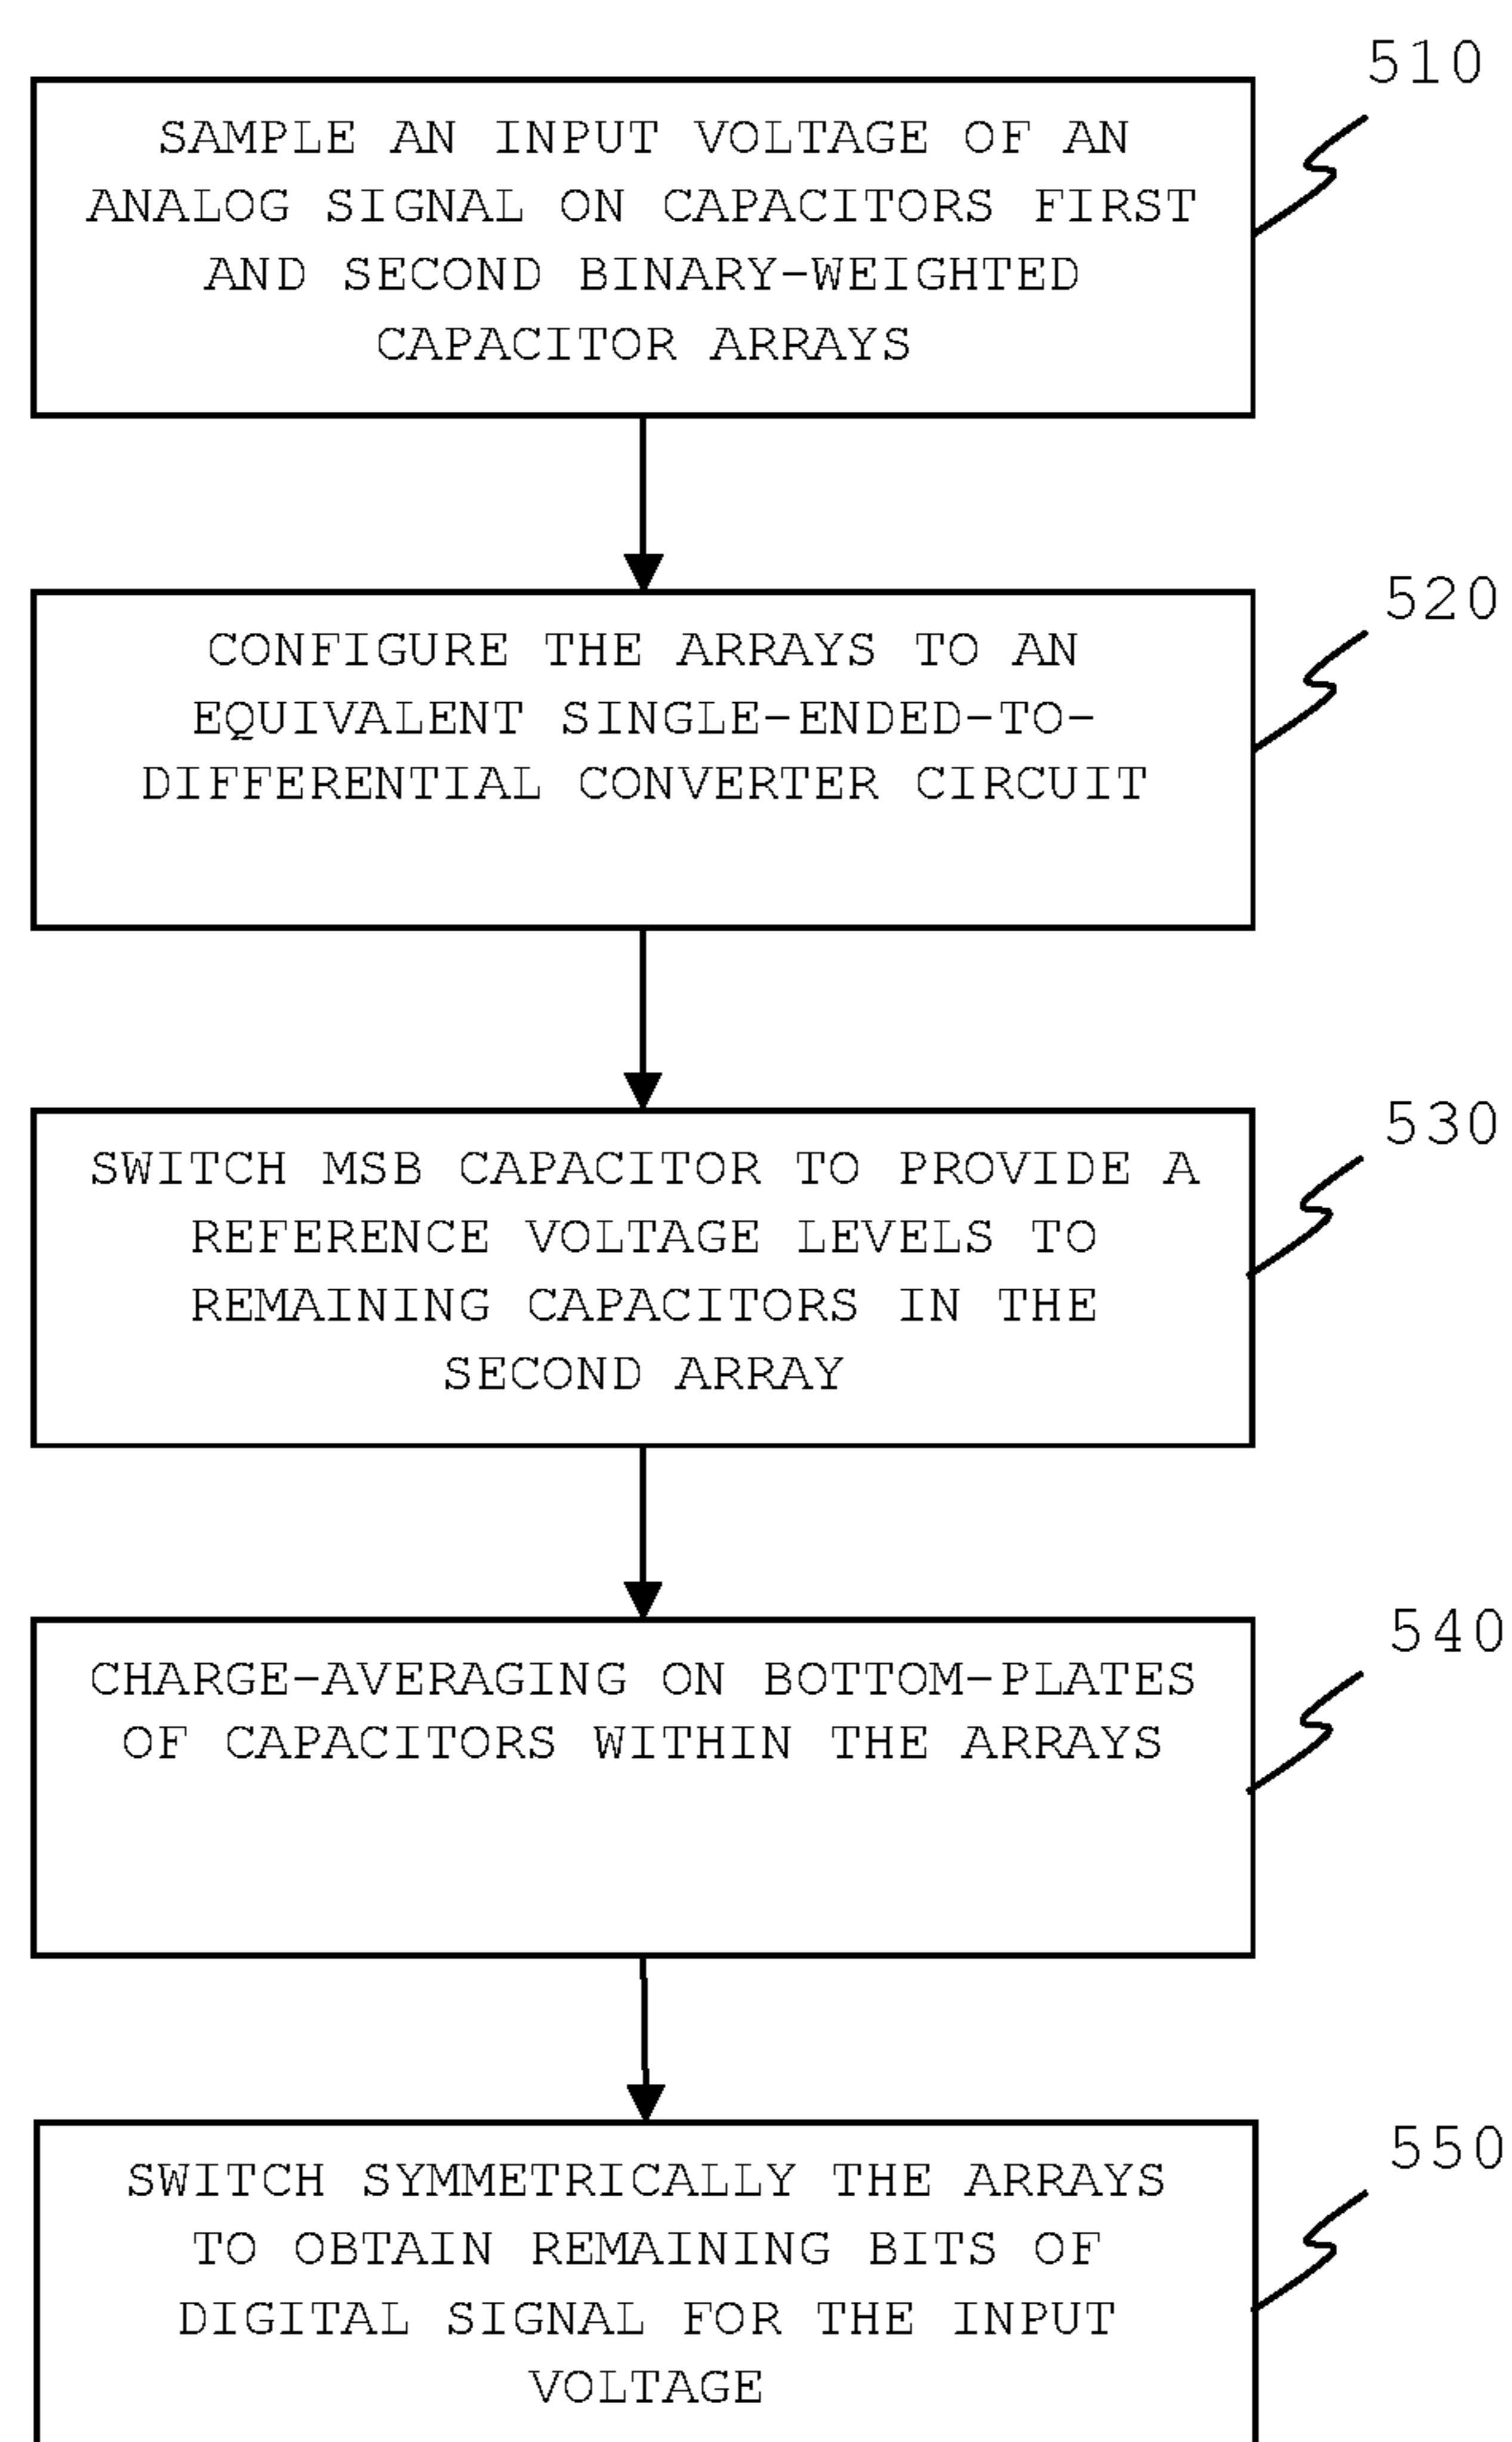 510
SAMPLE AN INPUT VOLTAGE OF AN
ANALOG SIGNAL ON CAPACITORS FIRST
AND SECOND BINARY-WEIGHTED
CAPACITOR ARRAYS
520
CONFIGURE THE ARRAYS TO AN
EQUIVALENT SINGLE-ENDED-TO-
DIFFERENTIAL CONVERTER CIRCUIT
530
SWITCH MSB CAPACITOR TO PROVIDE A
REFERENCE VOLTAGE LEVELS TO
REMAINING CAPACITORS IN THE
SECOND ARRAY
540
CHARGE-AVERAGING ON BOTTOM-PLATES
OF CAPACITORS WITHIN THE ARRAYS
550
SWITCH SYMMETRICALLY THE ARRAYS
TO OBTAIN REMAINING BITS OF
DIGITAL SIGNAL FOR THE INPUT
VOLTAGE